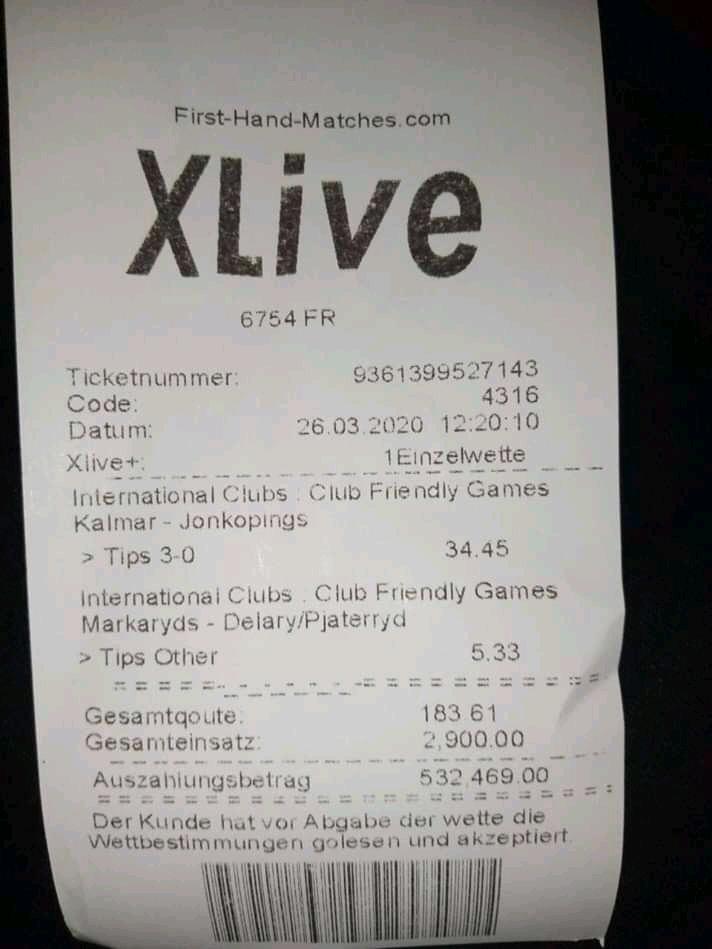 First-Hand-Matches.com
XLive
6754 FR
Ticketnummer: 9361399527143
Code: 4316
Datum: 26.03.2020 12:20:10
Xlive+: 1Einzelwette
International Clubs : Club Friendly Games
Kalmar - Jonkopings
> Tips 3-0 34.45
International Clubs . Club Friendly Games
Markaryds - Delary/Pjaterryd
> Tips Other 5.33
Gesamtqoute: 183.61
Gesamteinsatz: 2,900.00
Auszahlungsbetrag 532,469.00
Der Kunde hat vor Abgabe der wette die
Wettbestimmungen golesen und akzeptiert.